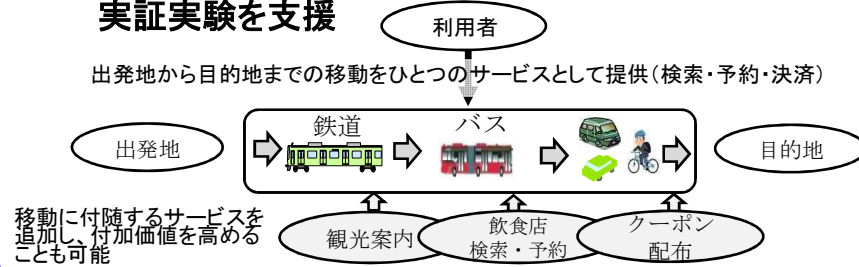 実証実験を支援
利用者
出発地から目的地までの移動をひとつのサービスとして提供(検索・予約・決済)
鉄道
バス
出発地
目的地
移動に付随するサービスを
追加し、付加価値を高める
ことも可能
観光案内
飲食店
検索・予約
クーポン
配布